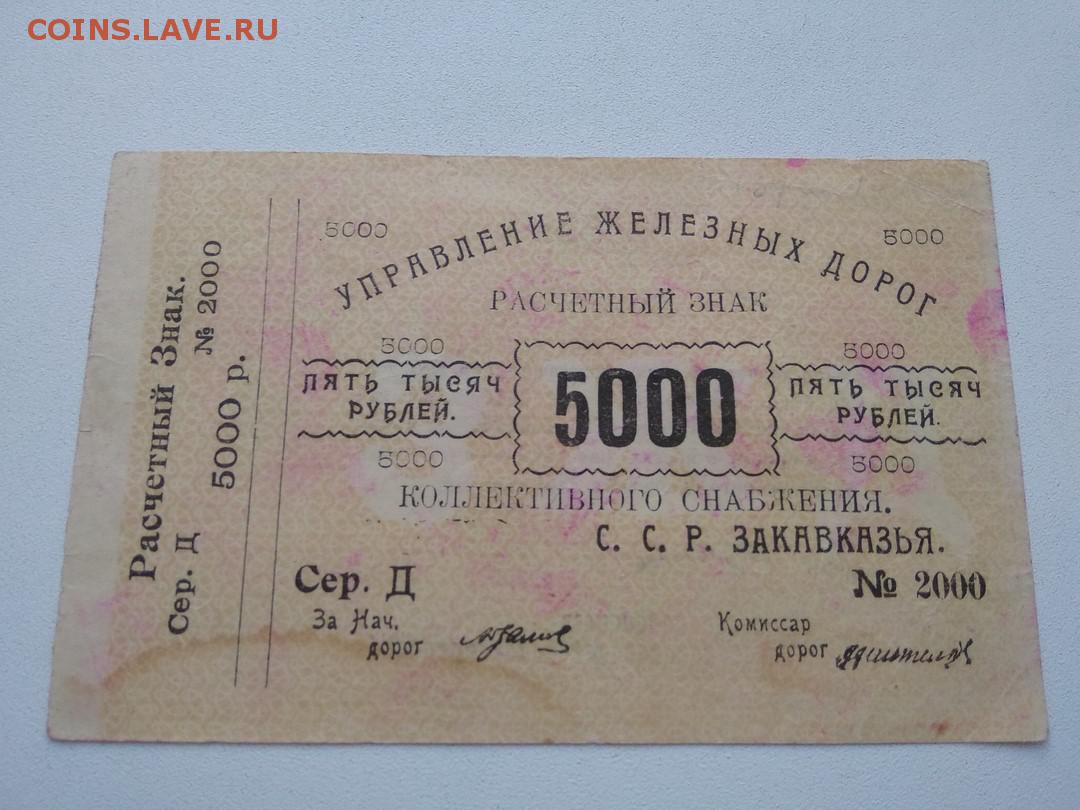 COINS.LAVE.RU
Расчетный Знак.
Сер. Д
№ 2000
5000 р.
5000
5000
УПРАВЛЕНИЕ ЖЕЛЕЗНЫХ ДОРОГ
РАСЧЕТНЫЙ ЗНАК
5000
5000
ПЯТЬ ТЫСЯЧ
РУБЛЕЙ.
5000
ПЯТЬ ТЫСЯЧ
РУБЛЕЙ.
5000
5000
КОЛЛЕКТИВНОГО СНАБЖЕНИЯ.
С. С. Р. ЗАКАВКАЗЬЯ.
Сер. Д
№ 2000
За Нач.
дорог
Комиссар
дорог